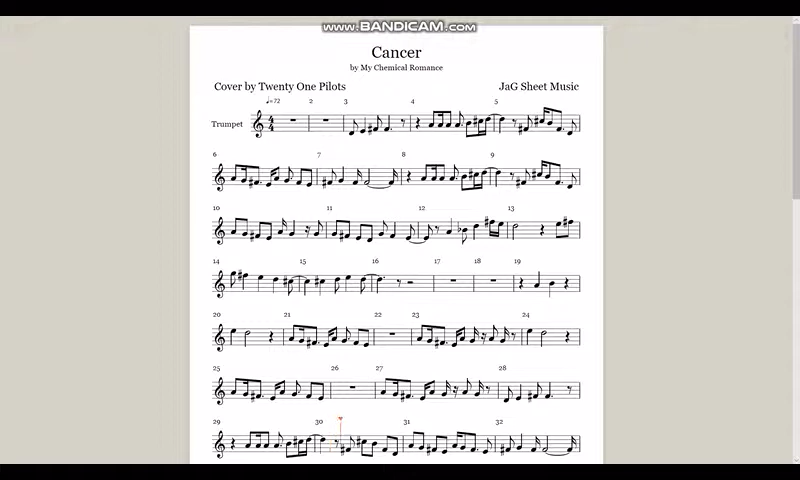 www.BANDICAM.com
Cancer
by My Chemical Romance
Cover by Twenty One Pilots JaG Sheet Music
♩=72 2 3 4 5
Trumpet
6 7 8 9
10 11 12 13
14 15 16 17 18 19
20 21 22 23 24
25 26 27 28
29 30 31 32